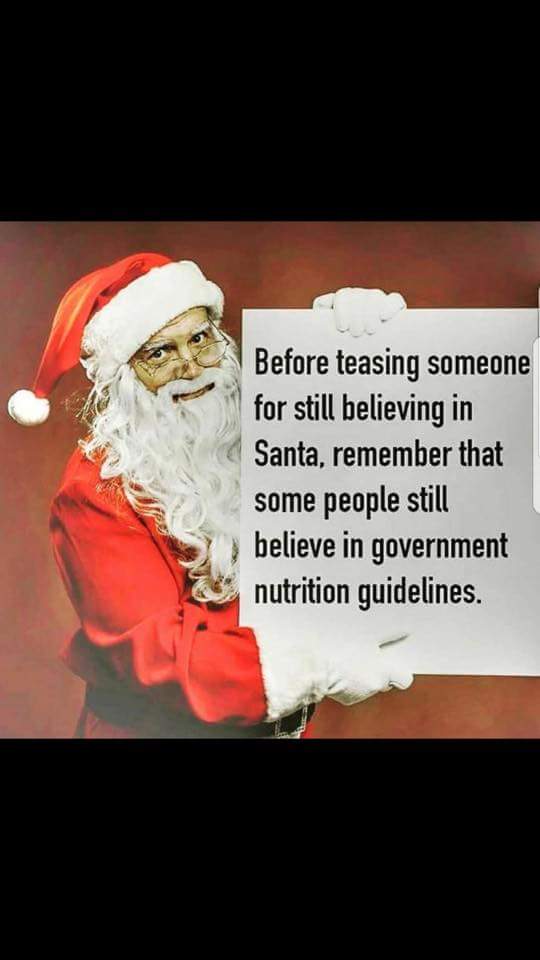 Before teasing someone
for still believing in
Santa, remember that
some people still
believe in government
nutrition guidelines.